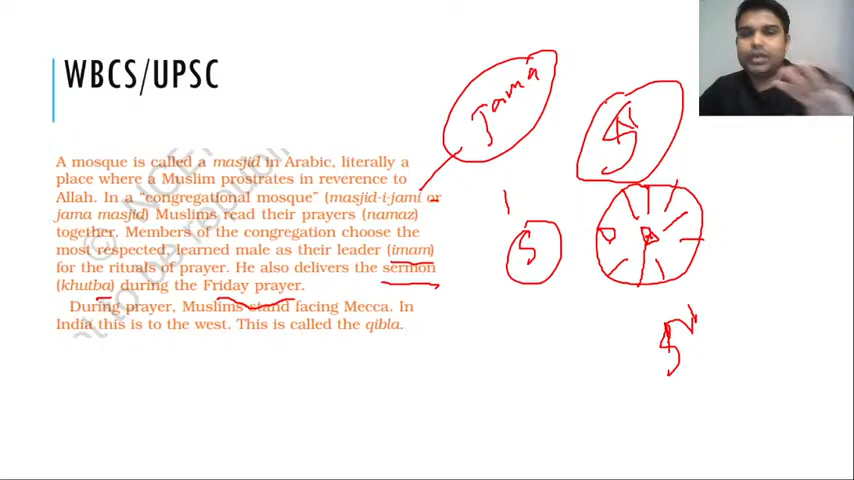 WBCS/UPSC
A mosque is called a masjid in Arabic, literally a
place where a Muslim prostrates in reverence to
Allah. In a “congregational mosque” (masjid-i-jami or
jama masjid) Muslims read their prayers (namaz)
together. Members of the congregation choose the
most respected, learned male as their leader (imam)
for the rituals of prayer. He also delivers the sermon
(khutba) during the Friday prayer.
During prayer, Muslims stand facing Mecca. In
India this is to the west. This is called the qibla.
Jama